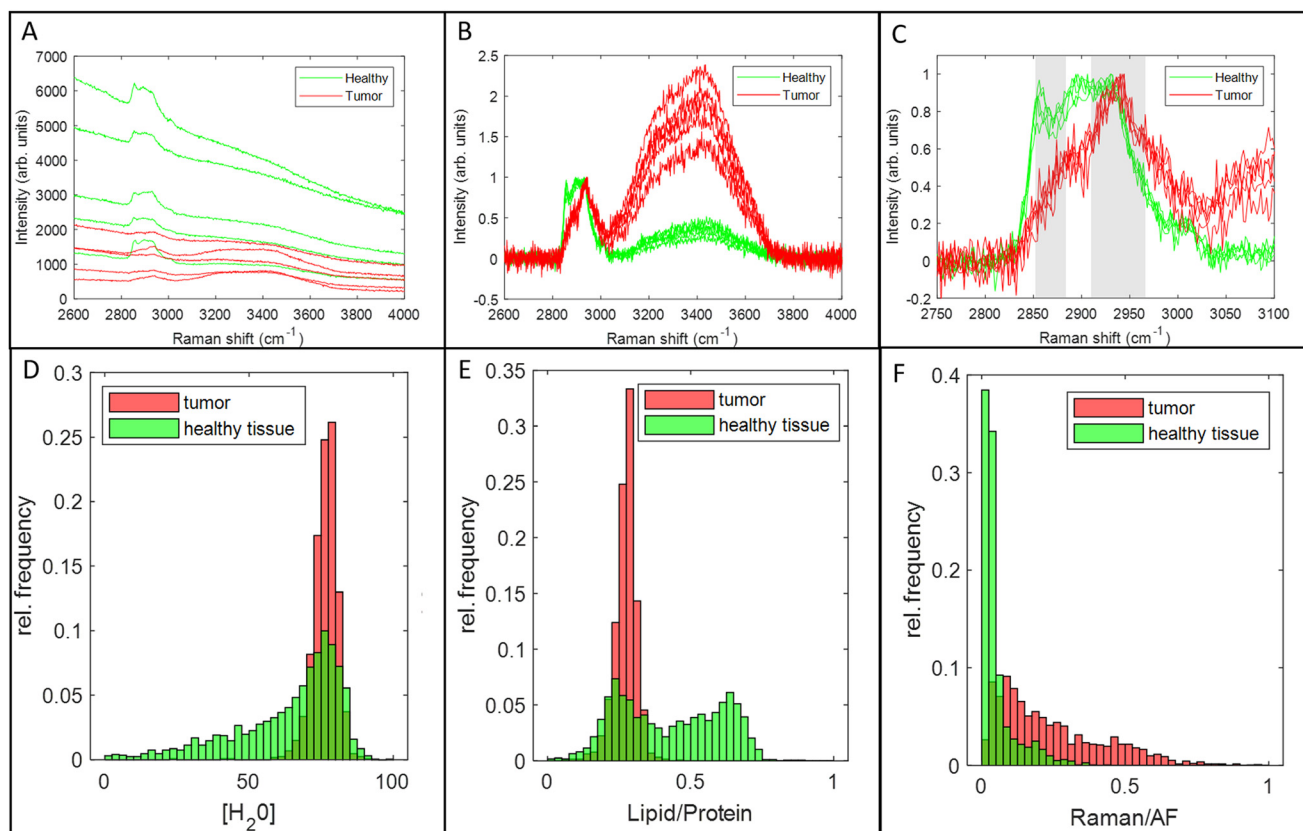 A
7000
6000
5000
4000
3000
2000
1000
0
Intensity (arb. units)
Healthy
Tumor
2600 2800 3000 3200 3400 3600 3800 4000
Raman shift (cm-1)
B
2.5
2
1.5
1
0.5
0
-0.5
Intensity (arb. units)
Healthy
Tumor
2600 2800 3000 3200 3400 3600 3800 4000
Raman shift (cm-1)
C
1
0.8
0.6
0.4
0.2
0
-0.2
Intensity (arb. units)
Healthy
Tumor
2750 2800 2850 2900 2950 3000 3050 3100
Raman shift (cm-1)
D
0.3
0.25
0.2
0.15
0.1
0.05
0
rel. frequency
tumor
healthy tissue
0 50 100
[H20]
E
0.35
0.3
0.25
0.2
0.15
0.1
0.05
0
rel. frequency
tumor
healthy tissue
0 0.5 1
Lipid/Protein
F
0.4
0.3
0.2
0.1
0
rel. frequency
tumor
healthy tissue
0 0.5 1
Raman/AF